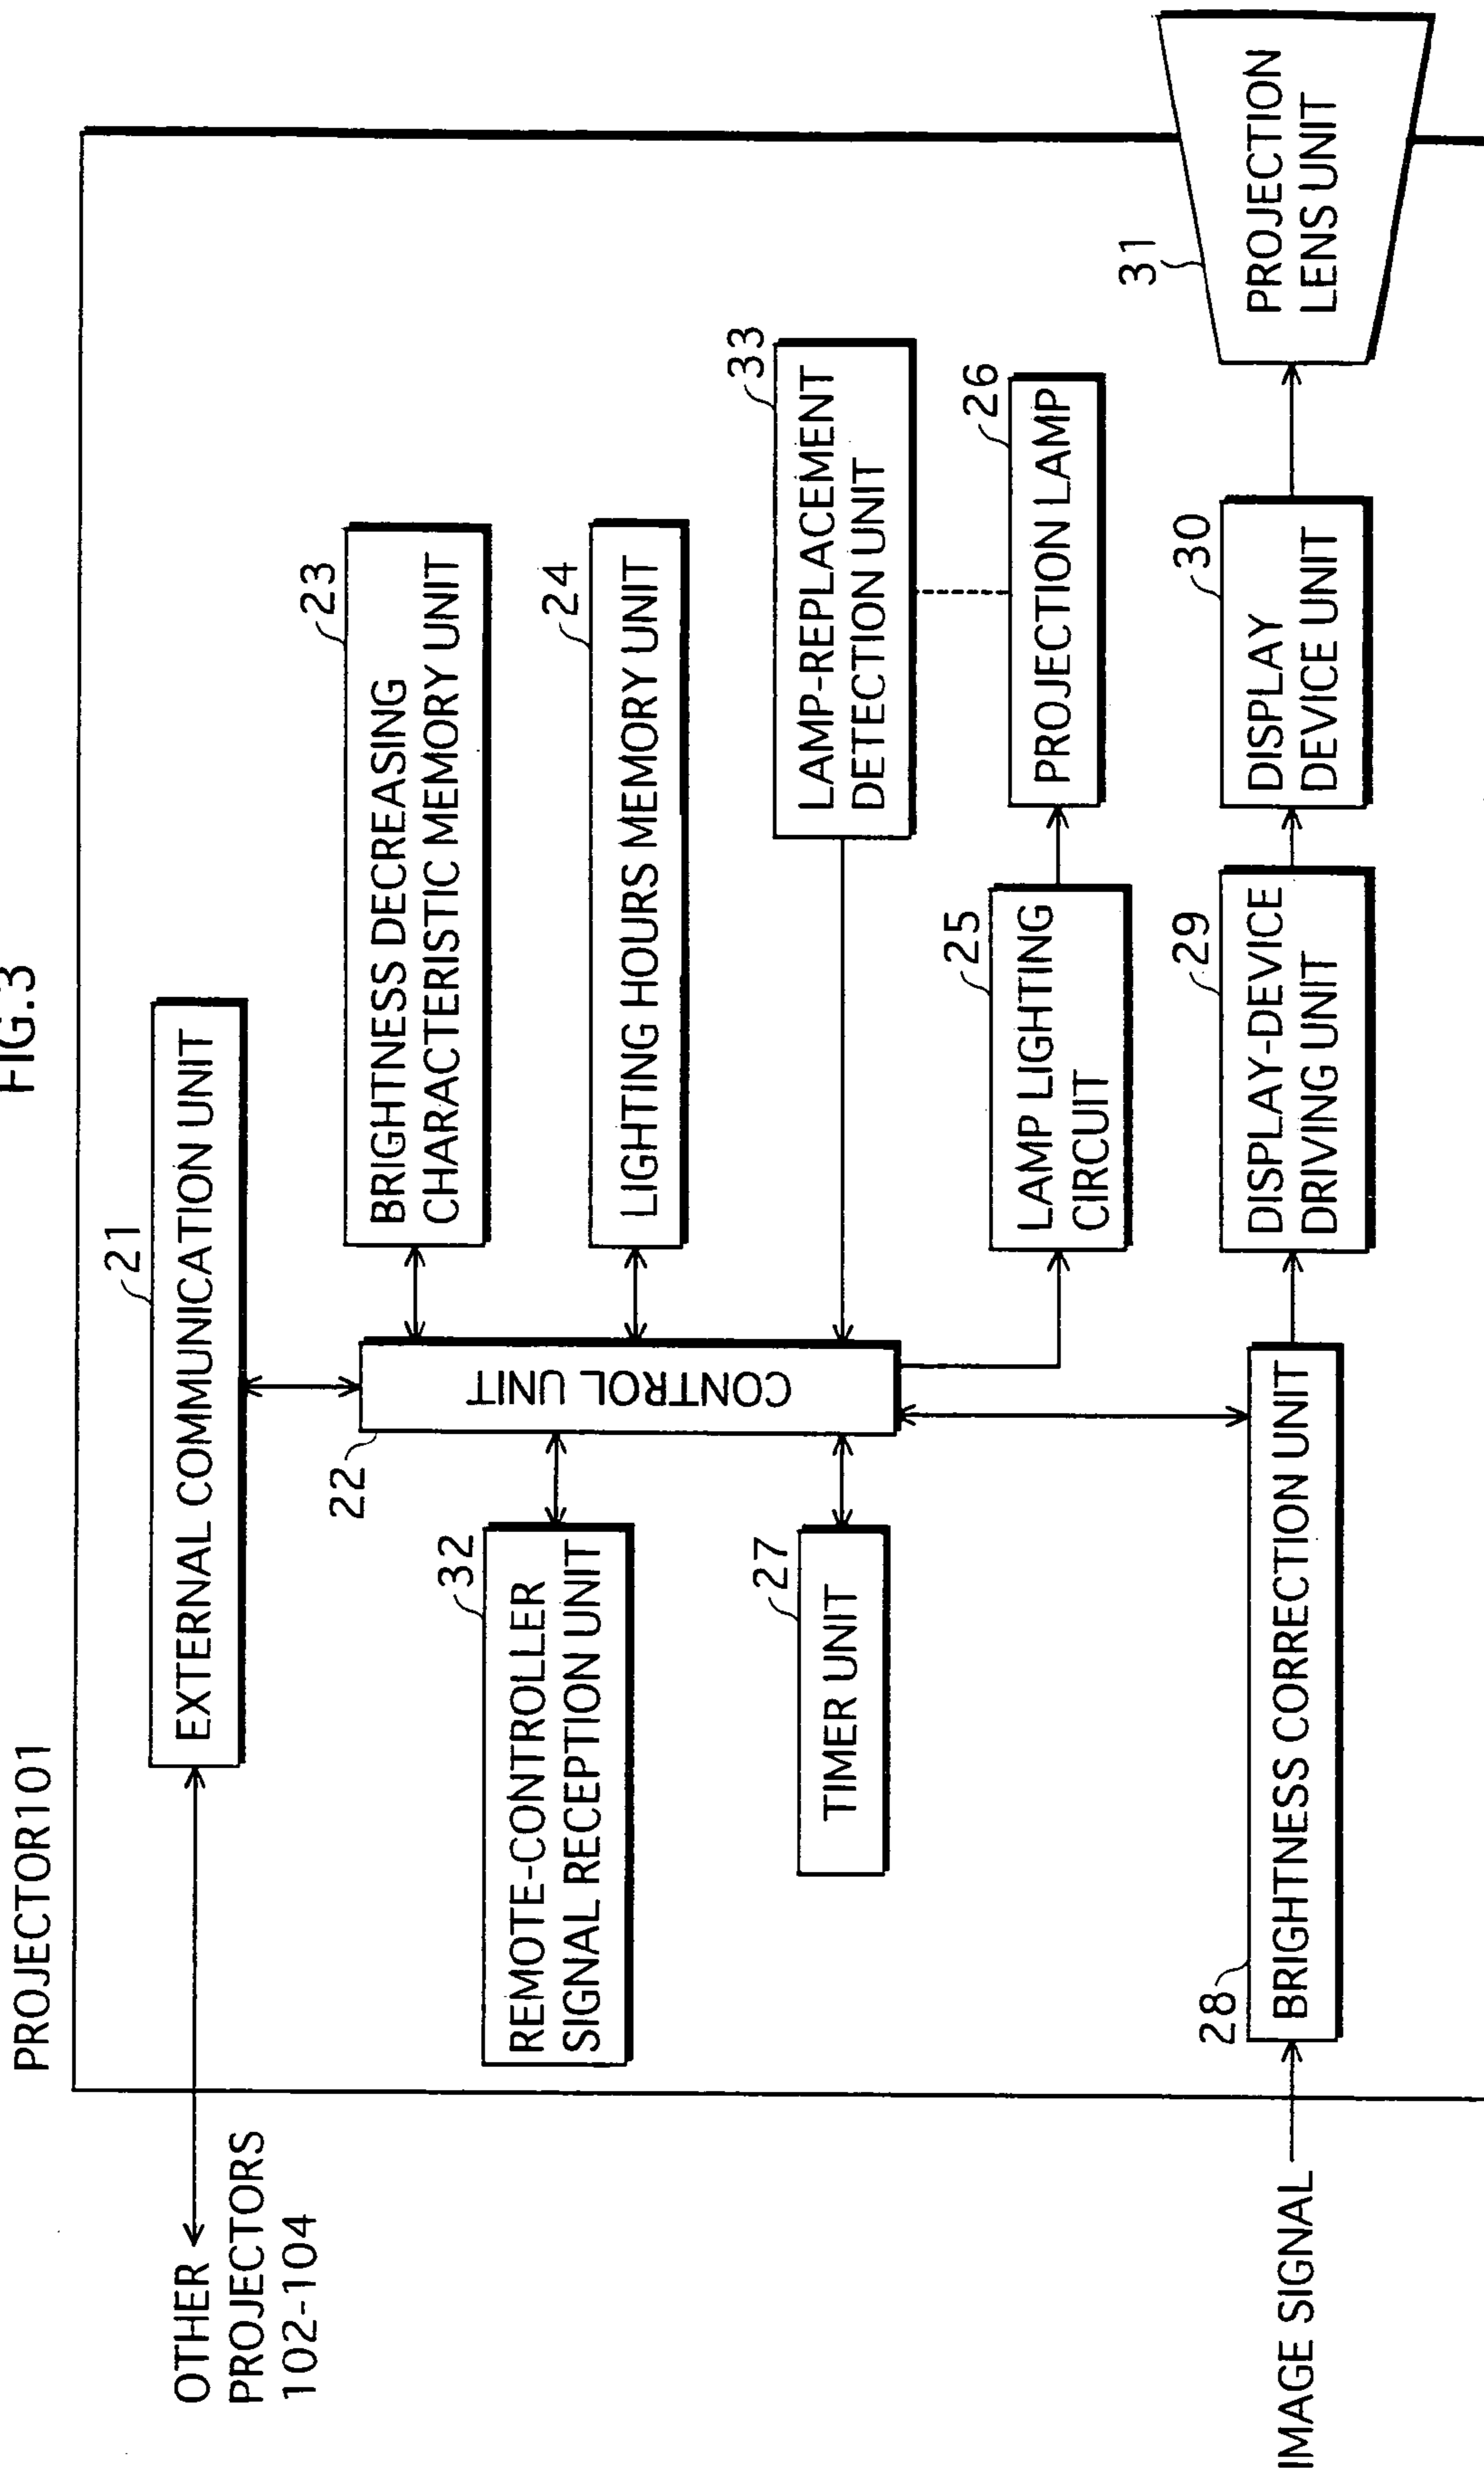 FIG.3
PROJECTOR101
OTHER
PROJECTORS
102-104
21
EXTERNAL COMMUNICATION UNIT
22
CONTROL UNIT
23
BRIGHTNESS DECREASING
CHARACTERISTIC MEMORY UNIT
24
LIGHTING HOURS MEMORY UNIT
32
REMOTE-CONTROLLER
SIGNAL RECEPTION UNIT
33
LAMP-REPLACEMENT
DETECTION UNIT
27
TIMER UNIT
25
LAMP LIGHTING
CIRCUIT
26
PROJECTION LAMP
IMAGE SIGNAL
28
BRIGHTNESS CORRECTION UNIT
29
DISPLAY-DEVICE
DRIVING UNIT
30
DISPLAY
DEVICE UNIT
31
PROJECTION
LENS UNIT